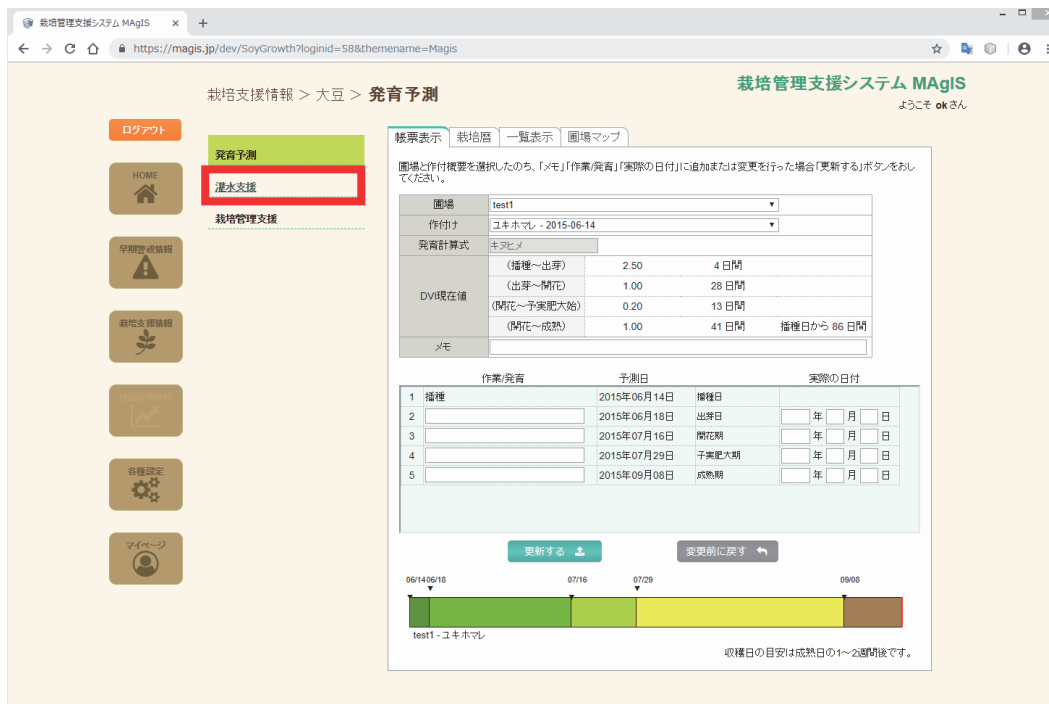 栽培管理支援システム MAgIS
https://magis.jp/dev/SoyGrowth?loginid=58&themename=Magis
栽培支援情報 > 大豆 > 発育予測
栽培管理支援システム MAgIS
ようこそ okさん
ログアウト
HOME
早期警戒情報
栽培支援情報
各種設定
マイページ
発育予測
灌水支援
栽培管理支援
帳票表示 栽培暦 一覧表示 圃場マップ
圃場と作付概要を選択したのち、「メモ」「作業/発育」「実際の日付」に追加または変更を行った場合「更新する」ボタンをおし
てください。
圃場 test1
作付け ユキホマレ - 2015-06-14
発育計算式 キヌヒメ
DVI現在値
(播種～出芽) 2.50 4 日間
(出芽～開花) 1.00 28 日間
(開花～子実肥大始) 0.20 13 日間
(開花～成熟) 1.00 41 日間 播種日から 86 日間
メモ
作業/発育 予測日 実際の日付
1 播種 2015年06月14日 播種日
2 2015年06月18日 出芽日 年 月 日
3 2015年07月16日 開花期 年 月 日
4 2015年07月29日 子実肥大期 年 月 日
5 2015年09月08日 成熟期 年 月 日
更新する 変更前に戻す
06/14 06/18 07/16 07/29 09/08
test1 - ユキホマレ
収穫日の目安は成熟日の1～2週間後です。